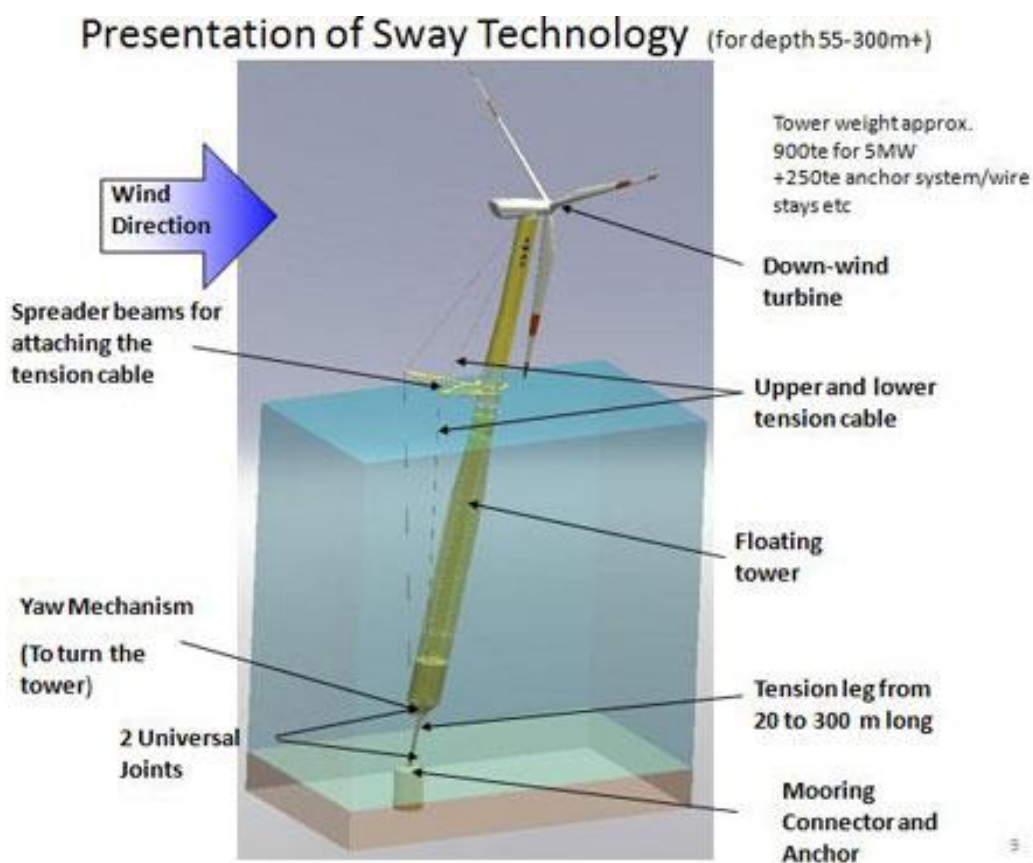 Presentation of Sway Technology (for depth 55-300m+)
Tower weight approx.
900te for 5MW
+250te anchor system/wire
stays etc
Wind
Direction
Down-wind
turbine
Spreader beams for
attaching the
tension cable
Upper and lower
tension cable
Floating
tower
Yaw Mechanism
(To turn the
tower)
Tension leg from
20 to 300 m long
2 Universal
Joints
Mooring
Connector and
Anchor
3